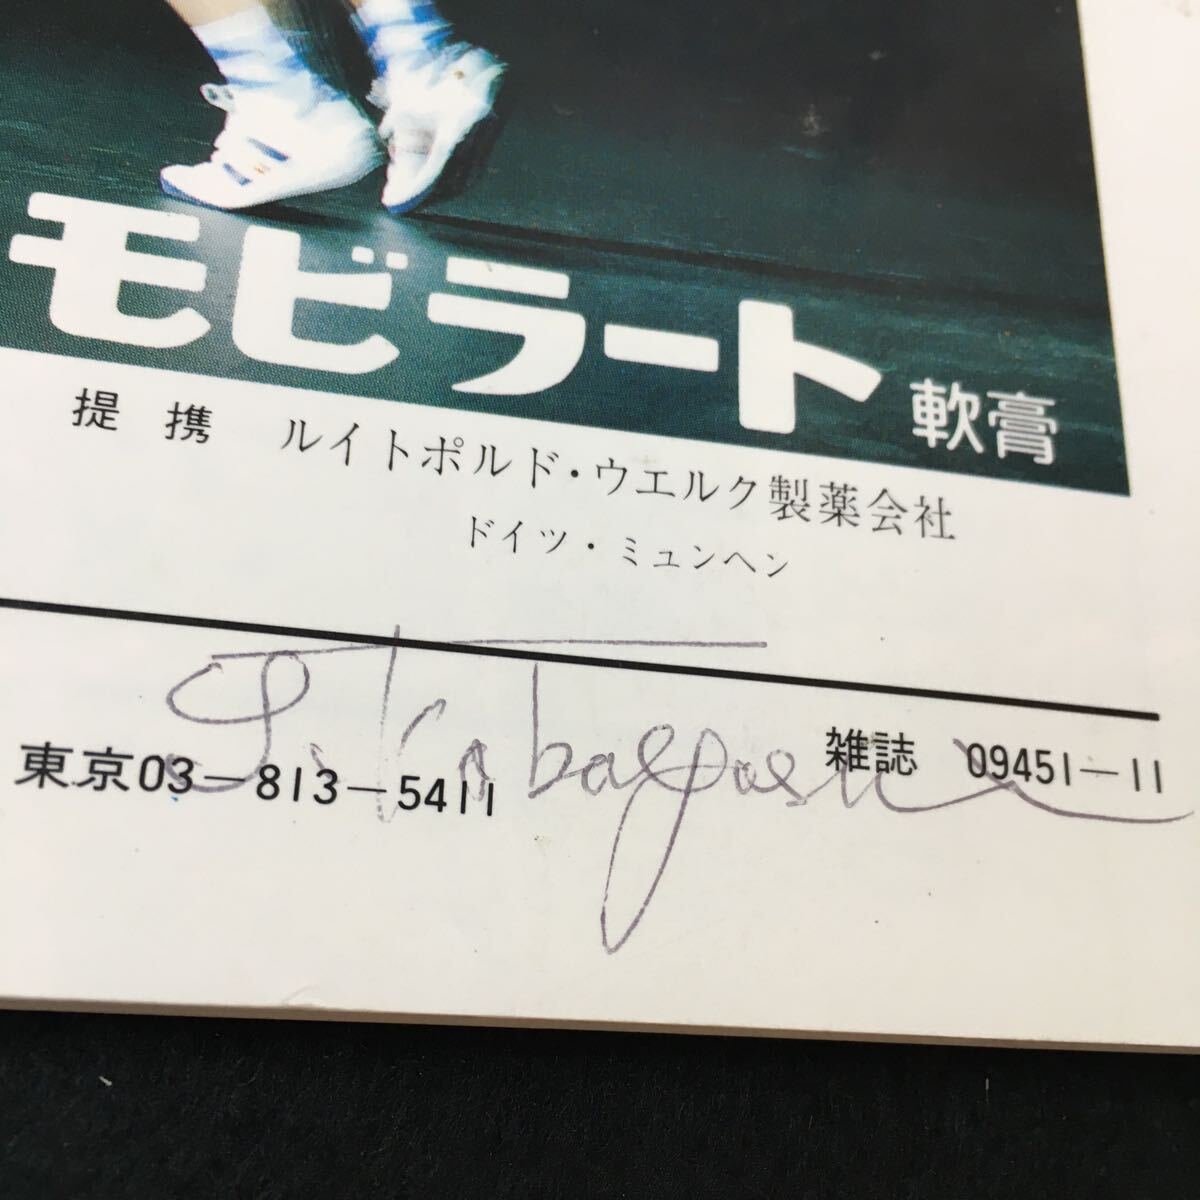 モビラート 軟膏
提携 ルイトポルド・ウエルク製薬会社
ドイツ・ミュンヘン
東京03-813-5411
雑誌 09451-11